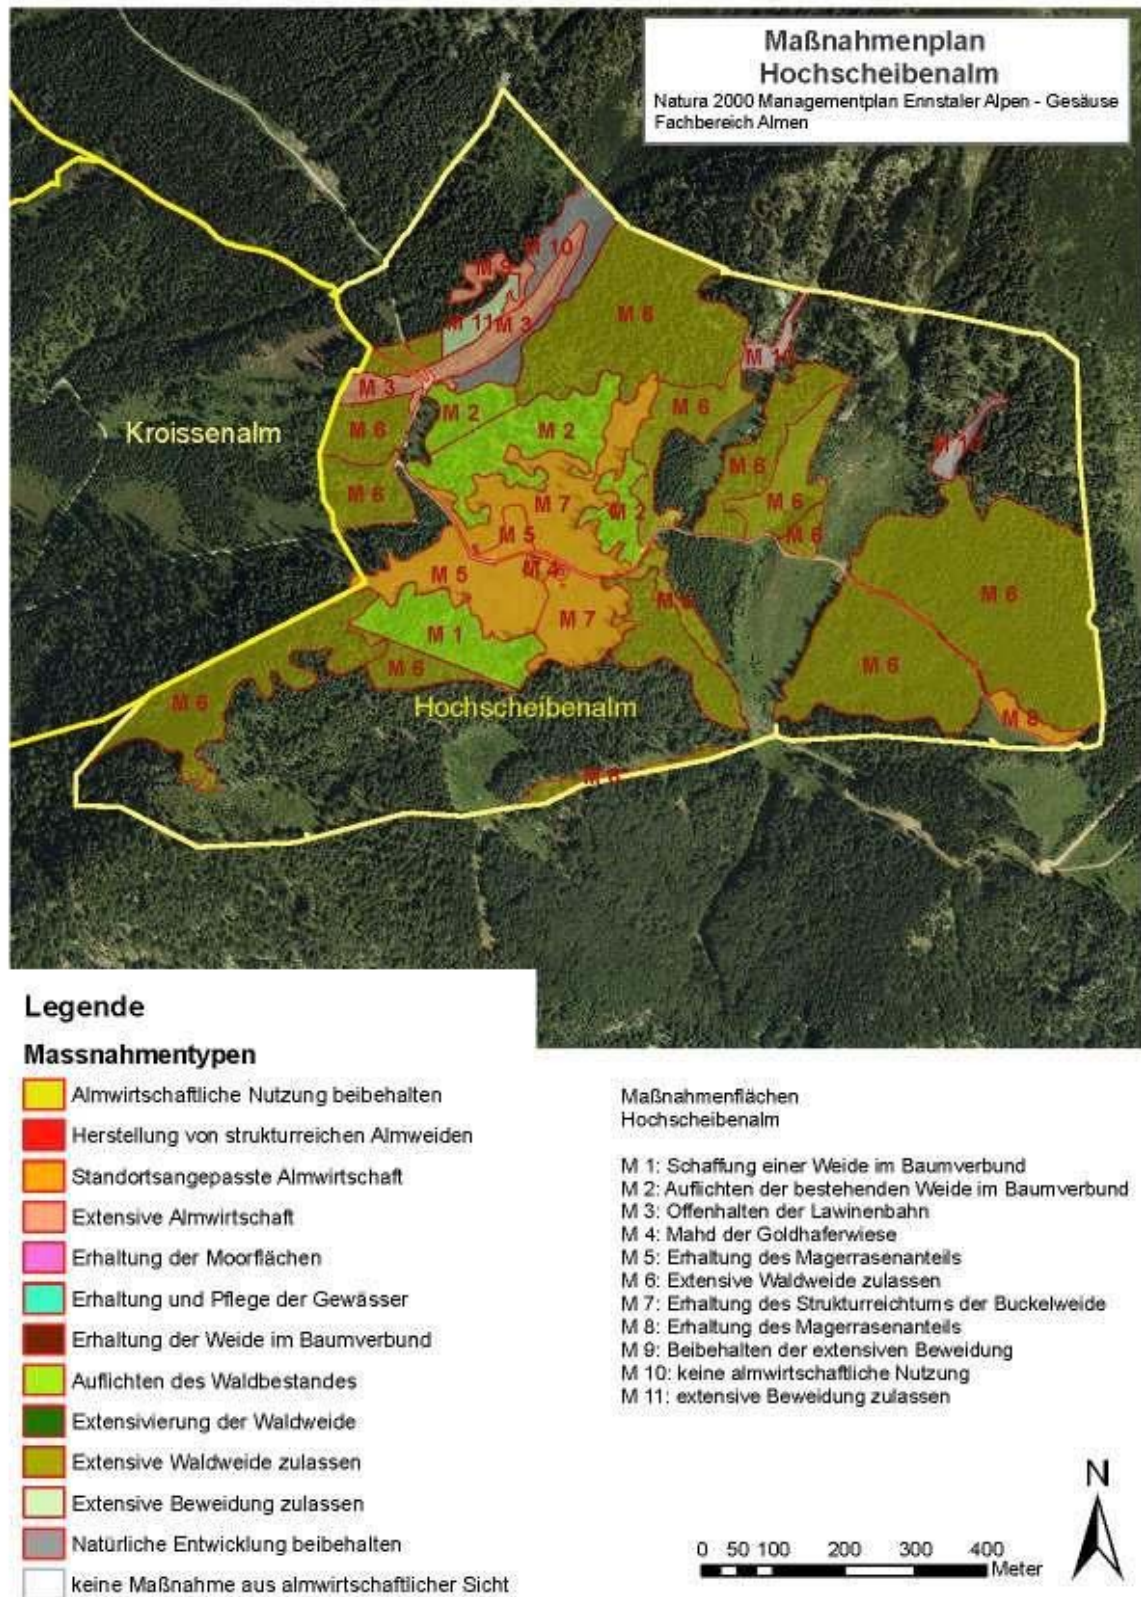 Maßnahmenplan
Hochscheibenalm
Natura 2000 Managementplan Ennstaler Alpen - Gesäuse
Fachbereich Almen
M 10
M 9
M 11
M 3
M 6
M 10
M 3
M 2
M 6
M 6
M 2
Kroissenalm
M 6
M 10
M 6
M 7
M 2
M 6
M 5
M 6
M 4
M 5
M 6
M 6
M 7
M 1
M 6
M 6
M 6
Hochscheibenalm
M 8
M 6
Legende
Massnahmentypen
Almwirtschaftliche Nutzung beibehalten
Herstellung von strukturreichen Almweiden
Standortsangepasste Almwirtschaft
Extensive Almwirtschaft
Erhaltung der Moorflächen
Erhaltung und Pflege der Gewässer
Erhaltung der Weide im Baumverbund
Auflichten des Waldbestandes
Extensivierung der Waldweide
Extensive Waldweide zulassen
Extensive Beweidung zulassen
Natürliche Entwicklung beibehalten
keine Maßnahme aus almwirtschaftlicher Sicht
Maßnahmenflächen
Hochscheibenalm
M 1: Schaffung einer Weide im Baumverbund
M 2: Auflichten der bestehenden Weide im Baumverbund
M 3: Offenhalten der Lawinenbahn
M 4: Mahd der Goldhaferwiese
M 5: Erhaltung des Magerrasenanteils
M 6: Extensive Waldweide zulassen
M 7: Erhaltung des Strukturreichtums der Buckelweide
M 8: Erhaltung des Magerrasenanteils
M 9: Beibehalten der extensiven Beweidung
M 10: keine almwirtschaftliche Nutzung
M 11: extensive Beweidung zulassen
N
0 50 100 200 300 400
Meter